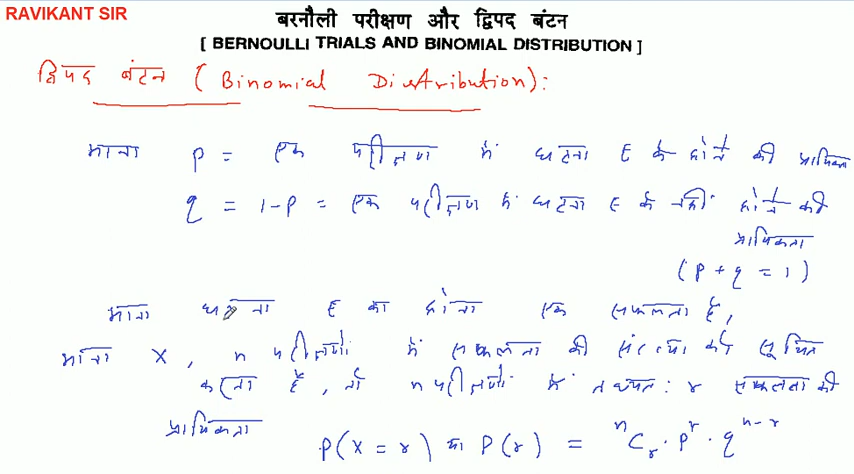 RAVIKANT SIR
बरनौली परीक्षण और द्विपद बंटन
[ BERNOULLI TRIALS AND BINOMIAL DISTRIBUTION ]
द्विपद बंटन ( Binomial Distribution):
माना p = एक परीक्षण में घटना E के होने की प्रायिकता
q = 1-p = एक परीक्षण में घटना E के नहीं होने की
प्रायिकता
(p + q = 1)
माना घटना E का होना एक सफलता है,
माना X, n परीक्षणों में सफलता की संख्या को सूचित
करता है, तो n परीक्षणों में तथ्यत: r सफलता की
प्रायिकता
P(X = r) या P(r) = ⁿCᵣ · pʳ · qⁿ⁻ʳ